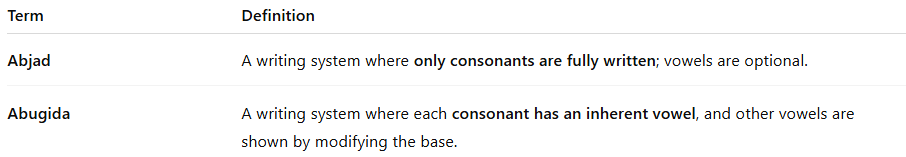 Term Definition
Abjad A writing system where only consonants are fully written; vowels are optional.
Abugida A writing system where each consonant has an inherent vowel, and other vowels are
shown by modifying the base.